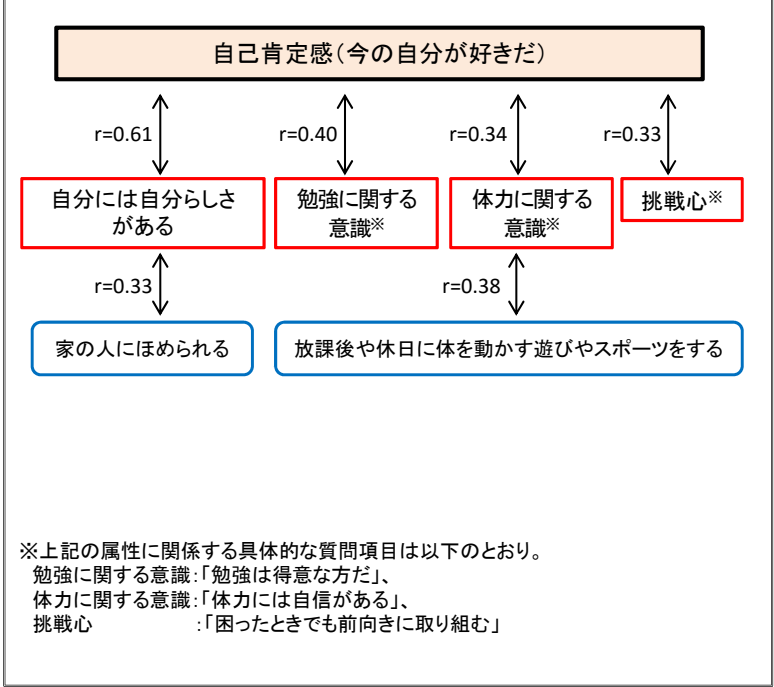 自己肯定感(今の自分が好きだ)
r=0.61
r=0.40
r=0.34
r=0.33
自分には自分らしさ
がある
勉強に関する
意識※
体力に関する
意識※
挑戦心※
r=0.33
r=0.38
家の人にほめられる
放課後や休日に体を動かす遊びやスポーツをする
※上記の属性に関係する具体的な質問項目は以下のとおり。
勉強に関する意識:「勉強は得意な方だ」、
体力に関する意識:「体力には自信がある」、
挑戦心 :「困ったときでも前向きに取り組む」